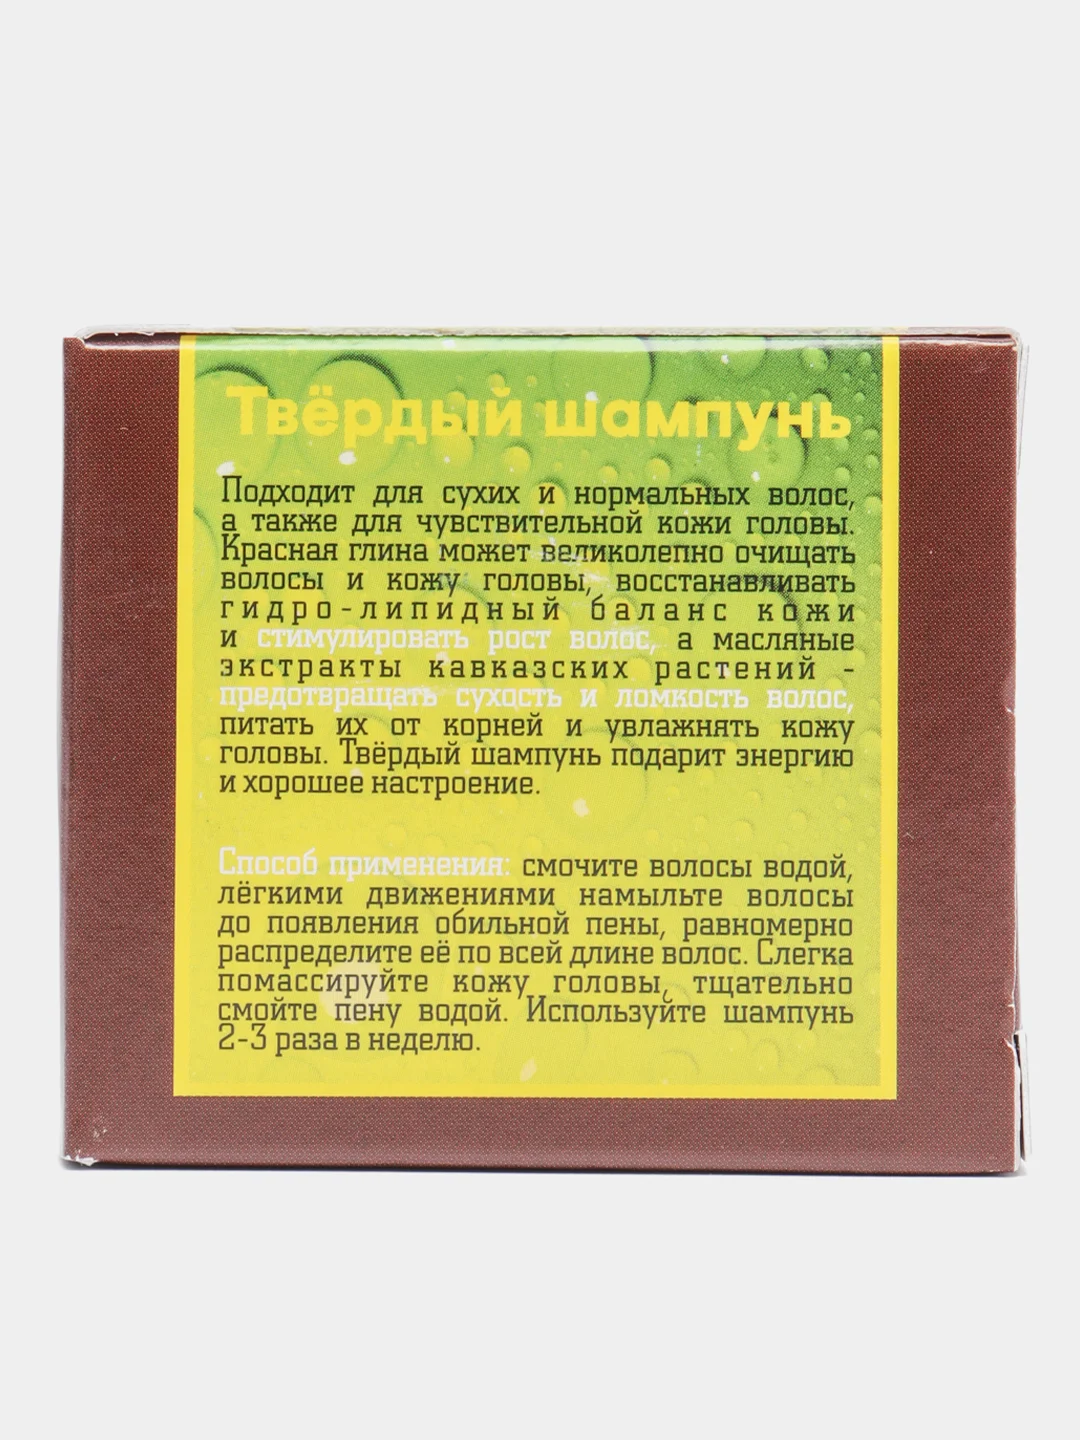 Твёрдый шампунь
Подходит для сухих и нормальных волос,
а также для чувствительной кожи головы.
Красная глина может великолепно очищать
волосы и кожу головы, восстанавливать
гидро-липидный баланс кожи
и стимулировать рост волос, а масляные
экстракты кавказских растений -
предотвращать сухость и ломкость волос,
питать их от корней и увлажнять кожу
головы. Твёрдый шампунь подарит энергию
и хорошее настроение.
Способ применения: смочите волосы водой,
лёгкими движениями намыльте волосы
до появления обильной пены, равномерно
распределите её по всей длине волос. Слегка
помассируйте кожу головы, тщательно
смойте пену водой. Используйте шампунь
2-3 раза в неделю.